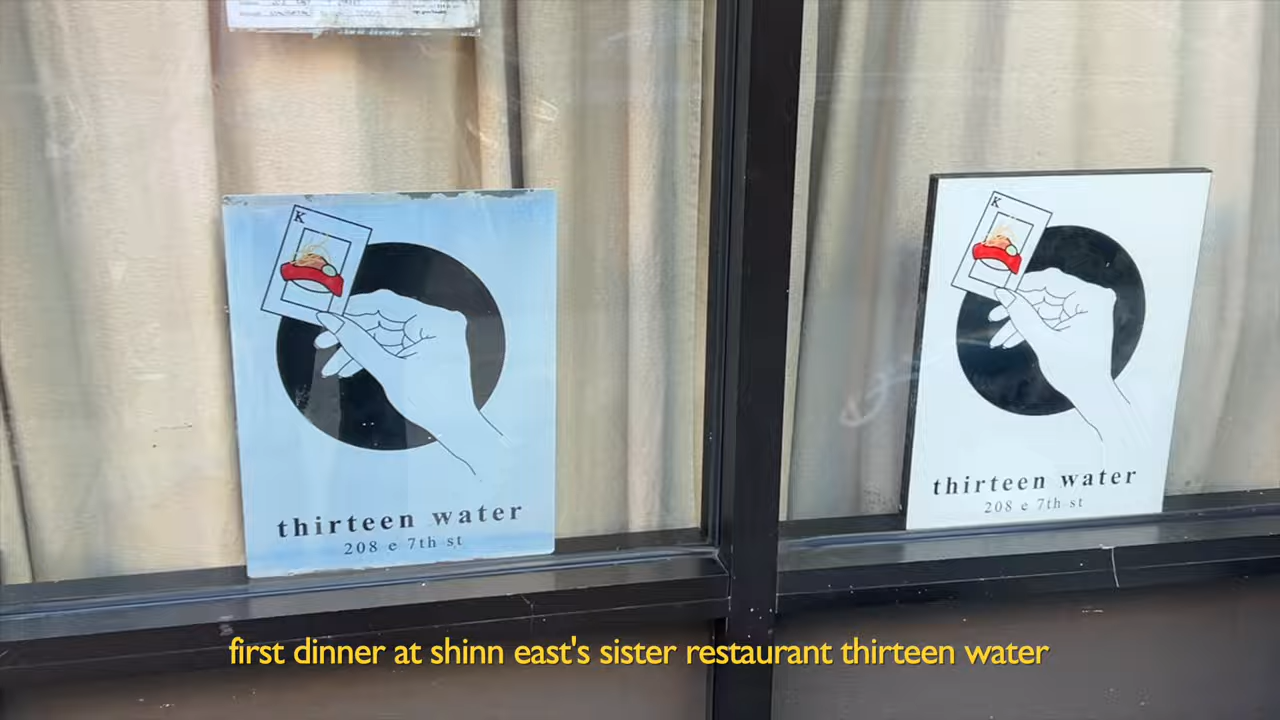 K
thirteen water
208 e 7th st
K
thirteen water
208 e 7th st
first dinner at shinn east's sister restaurant thirteen water